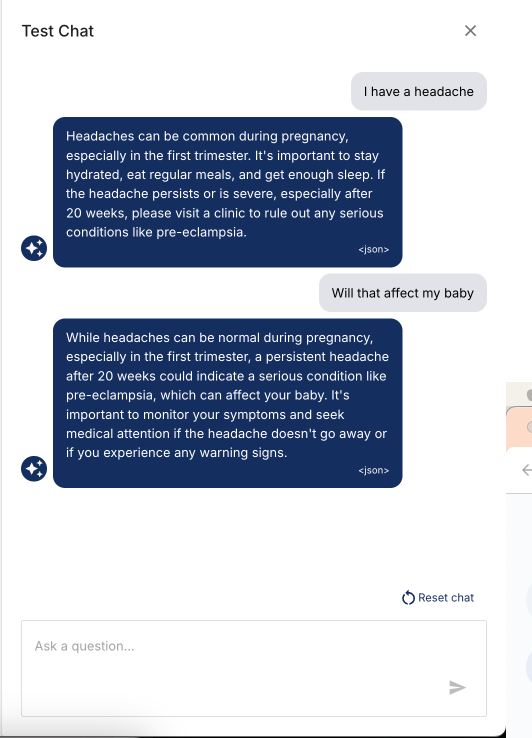 Test Chat
I have a headache
Headaches can be common during pregnancy,
especially in the first trimester. It's important to stay
hydrated, eat regular meals, and get enough sleep. If
the headache persists or is severe, especially after
20 weeks, please visit a clinic to rule out any serious
conditions like pre-eclampsia.
<json>
Will that affect my baby
While headaches can be normal during pregnancy,
especially in the first trimester, a persistent headache
after 20 weeks could indicate a serious condition like
pre-eclampsia, which can affect your baby. It's
important to monitor your symptoms and seek
medical attention if the headache doesn't go away or
if you experience any warning signs.
<json>
Reset chat
Ask a question...